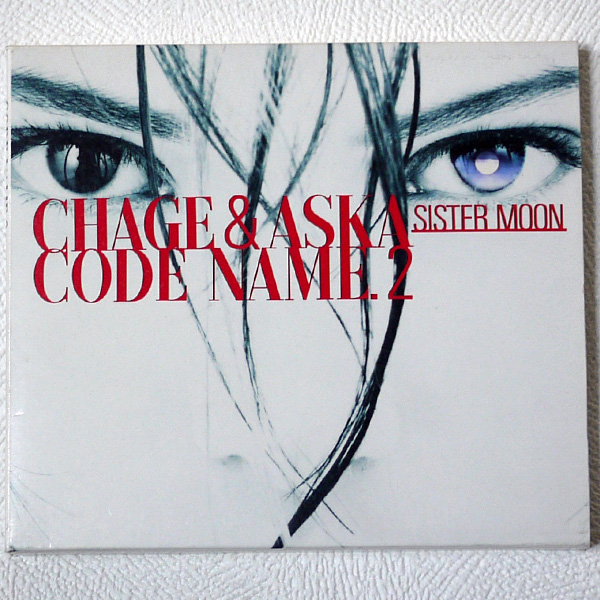 CHAGE & ASKA
SISTER MOON
CODE NAME.2